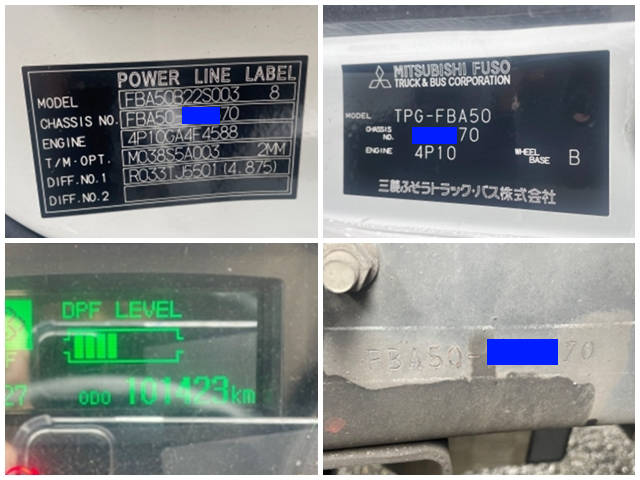 POWER LINE LABEL
MODEL FBA50B22S003 8
CHASSIS NO. FBA50- 70
ENGINE 4P10GA4F4588
T/M·OPT. M038S5A003 2MM
DIFF.NO.1 R033IJ5501(4.875)
DIFF.NO.2
MITSUBISHI FUSO
TRUCK & BUS CORPORATION
MODEL TPG-FBA50
CHASSIS NO. 70
ENGINE 4P10 WHEEL BASE B
三菱ふそうトラック・バス株式会社
DPF LEVEL
27 ODO 101423km
FBA50- 70